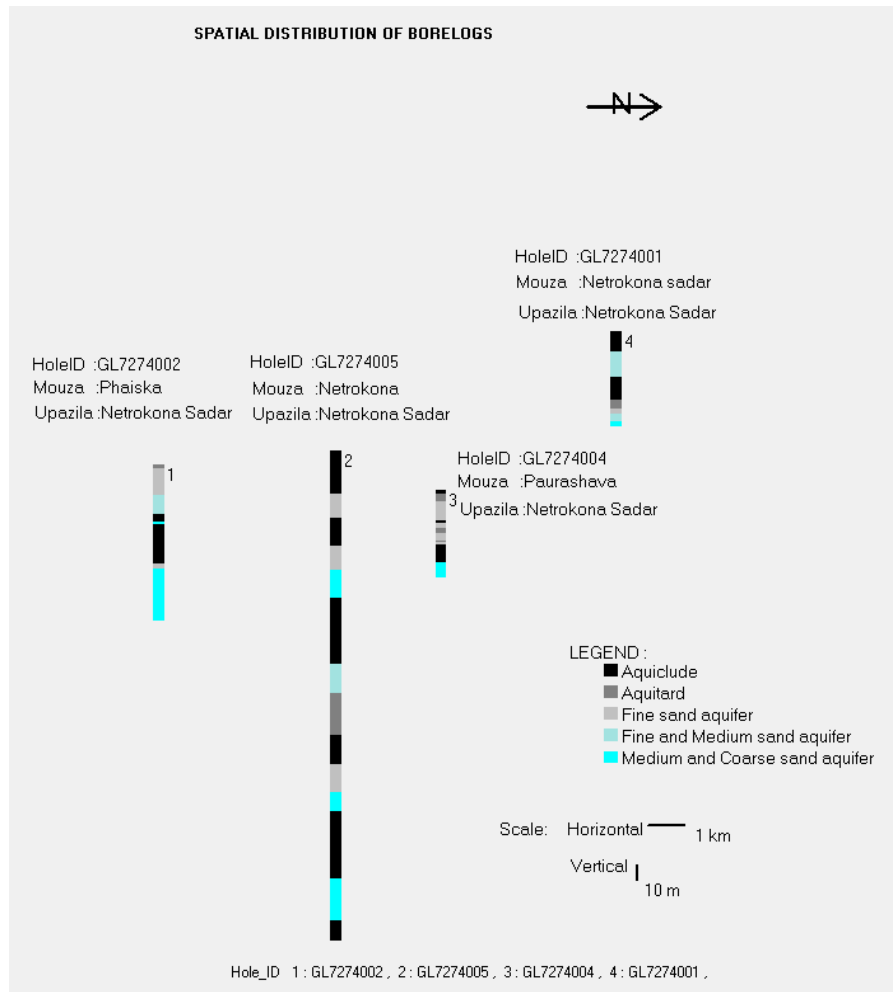 SPATIAL DISTRIBUTION OF BORELOGS
N
HoleID :GL7274001
Mouza :Netrokona sadar
Upazila :Netrokona Sadar
4
HoleID :GL7274002
Mouza :Phaiska
Upazila :Netrokona Sadar
1
HoleID :GL7274005
Mouza :Netrokona
Upazila :Netrokona Sadar
2
HoleID :GL7274004
Mouza :Paurashava
Upazila :Netrokona Sadar
3
LEGEND :
Aquiclude
Aquitard
Fine sand aquifer
Fine and Medium sand aquifer
Medium and Coarse sand aquifer
Scale: Horizontal 1 km
Vertical
10 m
Hole_ID 1 : GL7274002 , 2 : GL7274005 , 3 : GL7274004 , 4 : GL7274001 ,